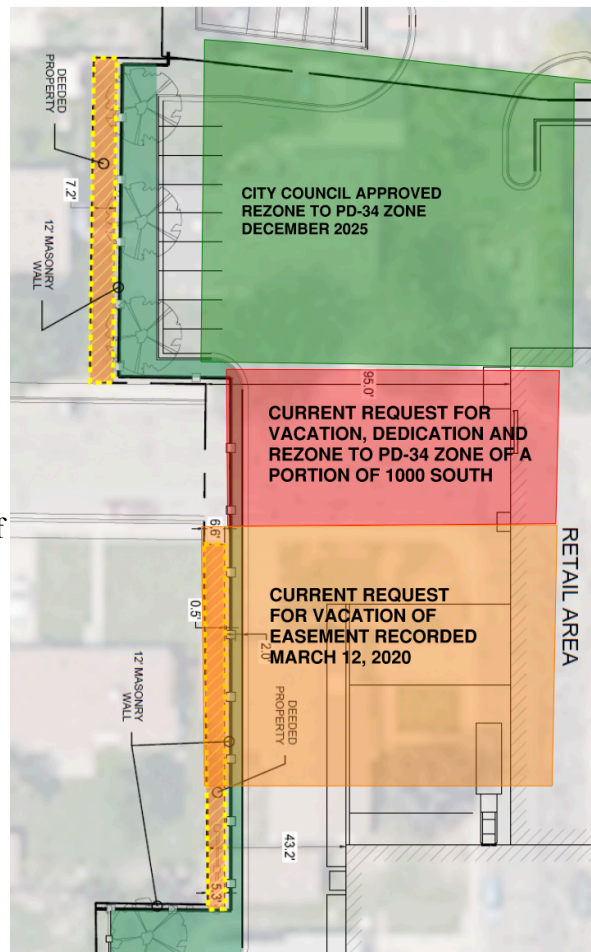 DEEDED
PROPERTY
7.2'
12' MASONRY
WALL
CITY COUNCIL APPROVED
REZONE TO PD-34 ZONE
DECEMBER 2025
95.0'
CURRENT REQUEST FOR
VACATION, DEDICATION AND
REZONE TO PD-34 ZONE OF A
PORTION OF 1000 SOUTH
f
6.6'
RETAIL AREA
CURRENT REQUEST
FOR VACATION OF
EASEMENT RECORDED
MARCH 12, 2020
0.5'
2.0'
12' MASONRY
WALL
DEEDED
PROPERTY
43.2'
5.3'